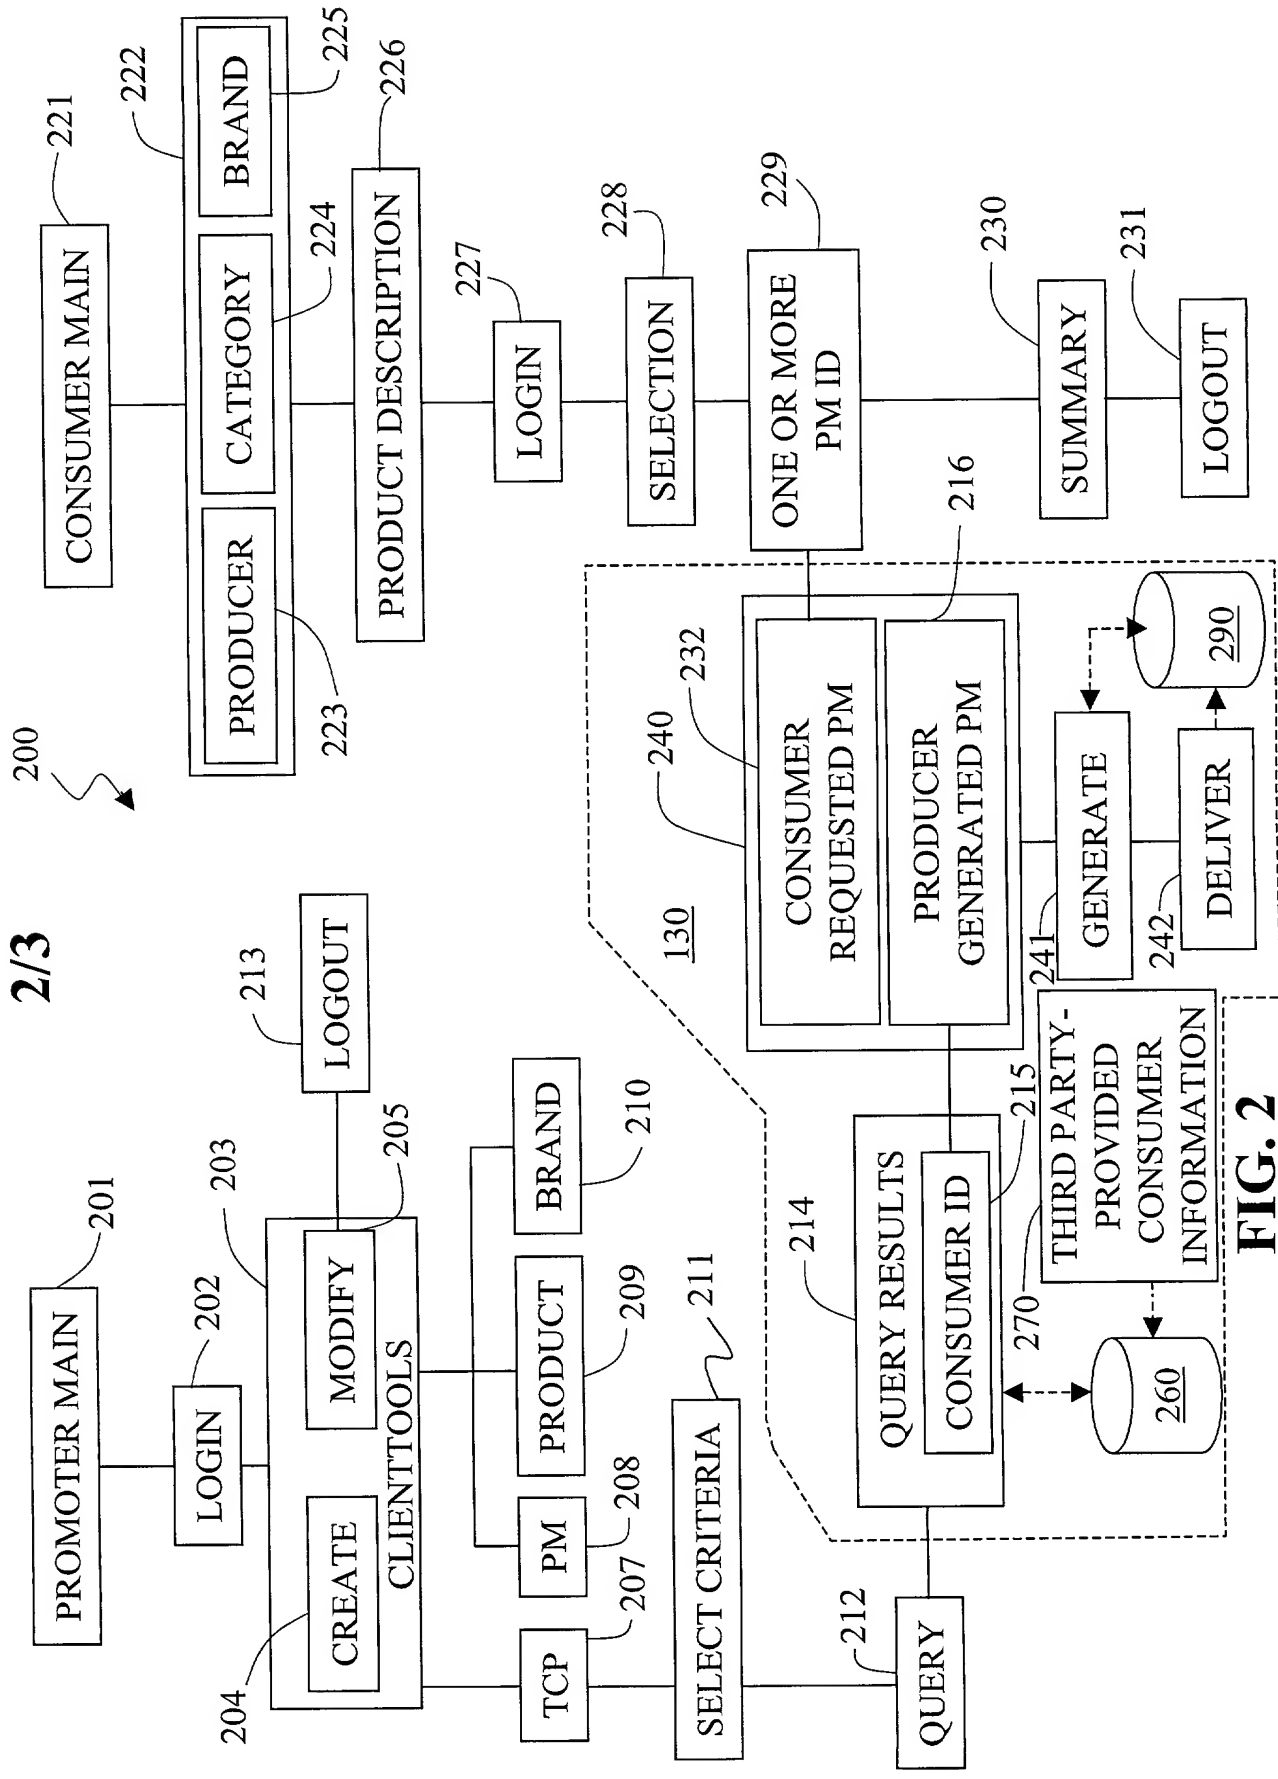 2/3
200
PROMOTER MAIN
201
LOGIN
202
203
CREATE
204
MODIFY
205
CLIENTTOOLS
LOGOUT
213
TCP
207
PM
208
PRODUCT
209
BRAND
210
SELECT CRITERIA
211
QUERY
212
QUERY RESULTS
214
CONSUMER ID
215
260
THIRD PARTY-
PROVIDED
CONSUMER
INFORMATION
270
130
240
CONSUMER
REQUESTED PM
232
PRODUCER
GENERATED PM
216
GENERATE
241
DELIVER
242
290
CONSUMER MAIN
221
222
PRODUCER
223
CATEGORY
224
BRAND
225
PRODUCT DESCRIPTION
226
LOGIN
227
SELECTION
228
ONE OR MORE
PM ID
229
SUMMARY
230
LOGOUT
231
FIG. 2